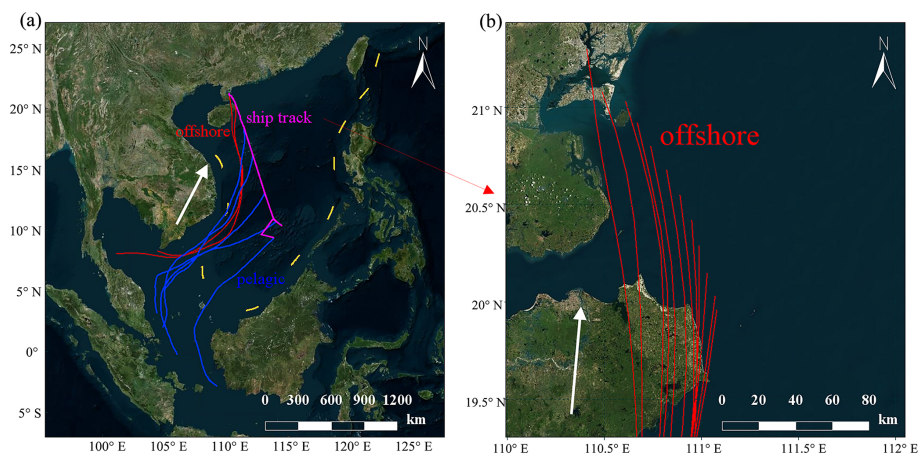 (a)
N
25° N
20° N
15° N
10° N
5° N
0°
5° S
offshore
ship track
pelagic
0 300 600 900 1200
km
100° E 105° E 110° E 115° E 120° E 125° E
(b)
N
21° N
20.5° N
20° N
19.5° N
offshore
0 20 40 60 80
km
110° E 110.5° E 111° E 111.5° E 112° E